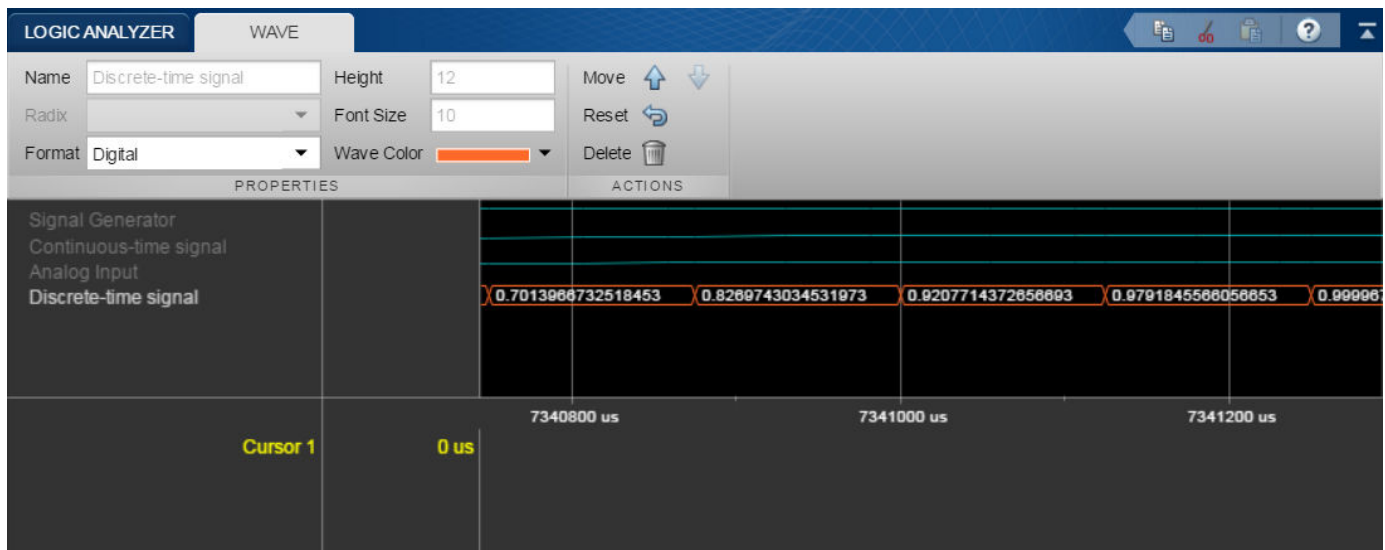 LOGIC ANALYZER WAVE ?
Name Discrete-time signal Height 12 Move
Radix Font Size 10 Reset
Format Digital Wave Color Delete
PROPERTIES ACTIONS
Signal Generator
Continuous-time signal
Analog Input
Discrete-time signal 0.7013966732518453 0.8269743034531973 0.9207714372656693 0.9791845566056653 0.999967
7340800 us 7341000 us 7341200 us
Cursor 1 0 us